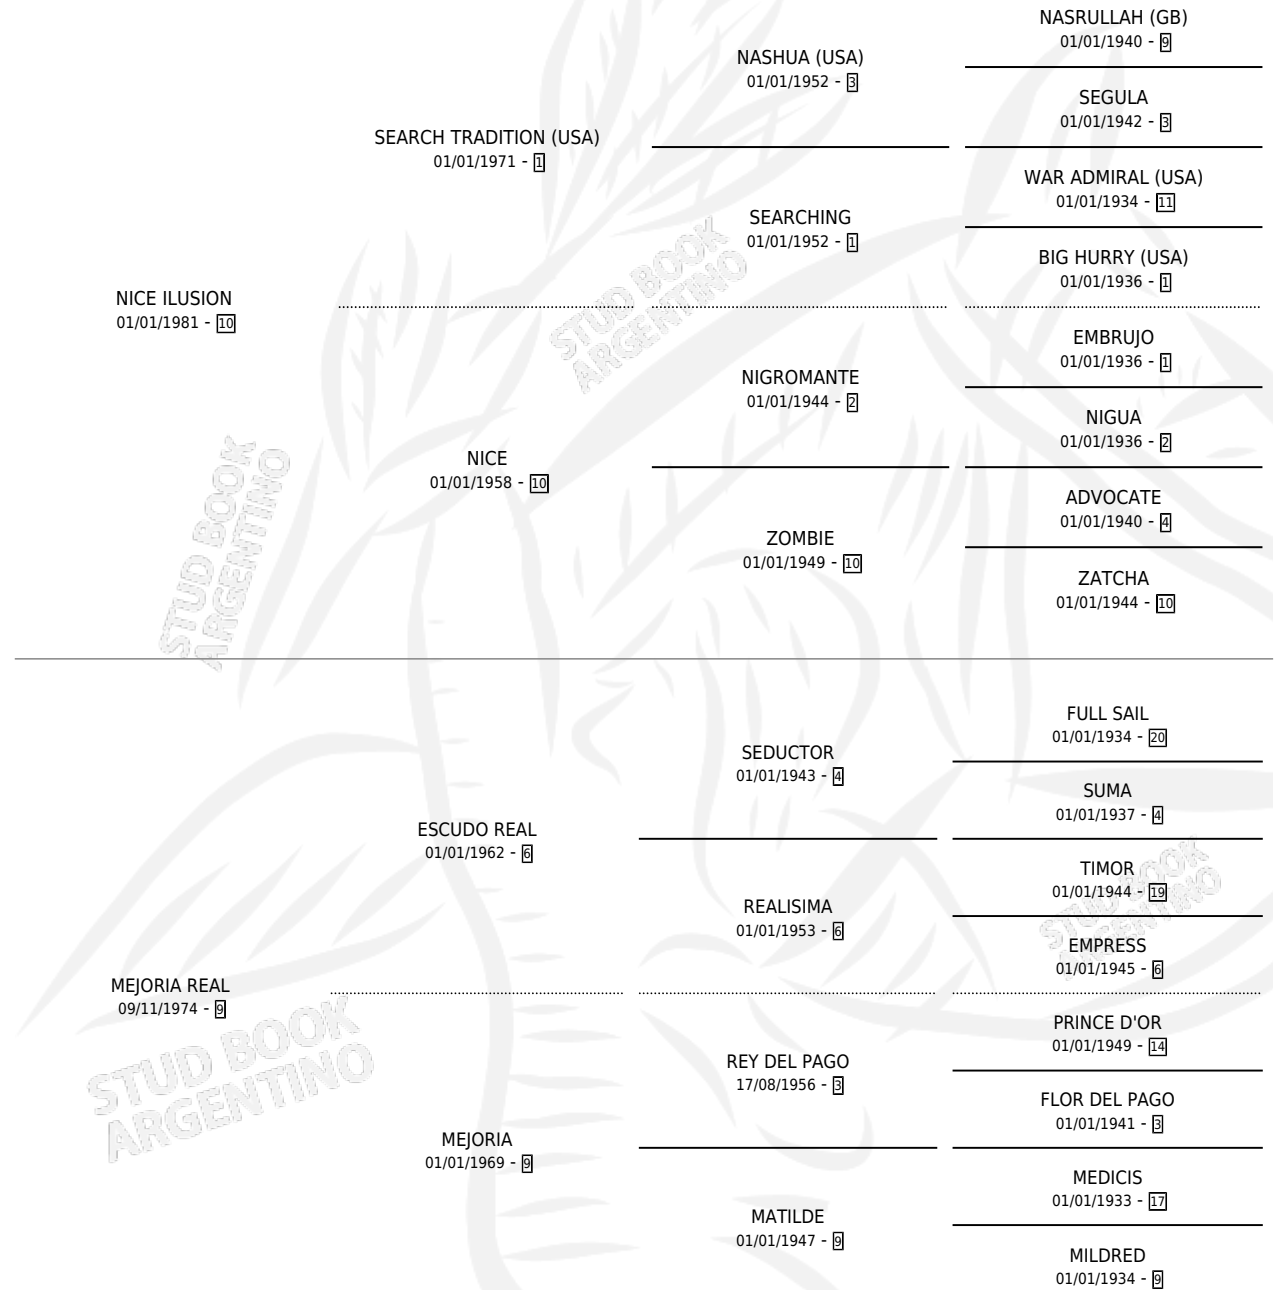 NASRULLAH (GB)
01/01/1940 - 9
NASHUA (USA)
01/01/1952 - 3
SEGULA
01/01/1942 - 3
SEARCH TRADITION (USA)
01/01/1971 - 1
WAR ADMIRAL (USA)
01/01/1934 - 11
SEARCHING
01/01/1952 - 1
BIG HURRY (USA)
01/01/1936 - 1
NICE ILUSION
01/01/1981 - 10
EMBRUJO
01/01/1936 - 1
NIGROMANTE
01/01/1944 - 2
NIGUA
01/01/1936 - 2
NICE
01/01/1958 - 10
ADVOCATE
01/01/1940 - 4
ZOMBIE
01/01/1949 - 10
ZATCHA
01/01/1944 - 10
STUD BOOK
ARGENTINO
STUD BOOK
ARGENTINO
FULL SAIL
01/01/1934 - 20
SEDUCTOR
01/01/1943 - 4
SUMA
01/01/1937 - 4
ESCUDO REAL
01/01/1962 - 6
TIMOR
01/01/1944 - 19
REALISIMA
01/01/1953 - 6
EMPRESS
01/01/1945 - 6
MEJORIA REAL
09/11/1974 - 9
PRINCE D'OR
01/01/1949 - 14
REY DEL PAGO
17/08/1956 - 3
FLOR DEL PAGO
01/01/1941 - 3
MEJORIA
01/01/1969 - 9
MEDICIS
01/01/1933 - 17
MATILDE
01/01/1947 - 9
MILDRED
01/01/1934 - 9
STUD BOOK
ARGENTINO
STUD BOOK
ARGENTINO